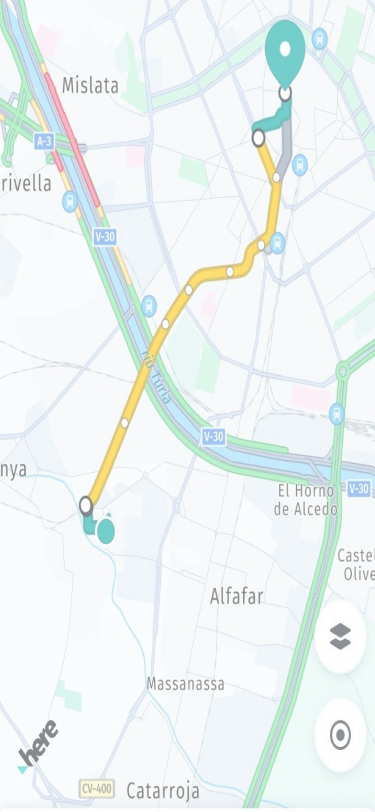 Mislata
A-3
rivella
V-30
río Turia
V-30
nya
V-30
El Horno
de Alcedo
Castel
Olive
Alfafar
Massanassa
here
CV-400
Catarroja